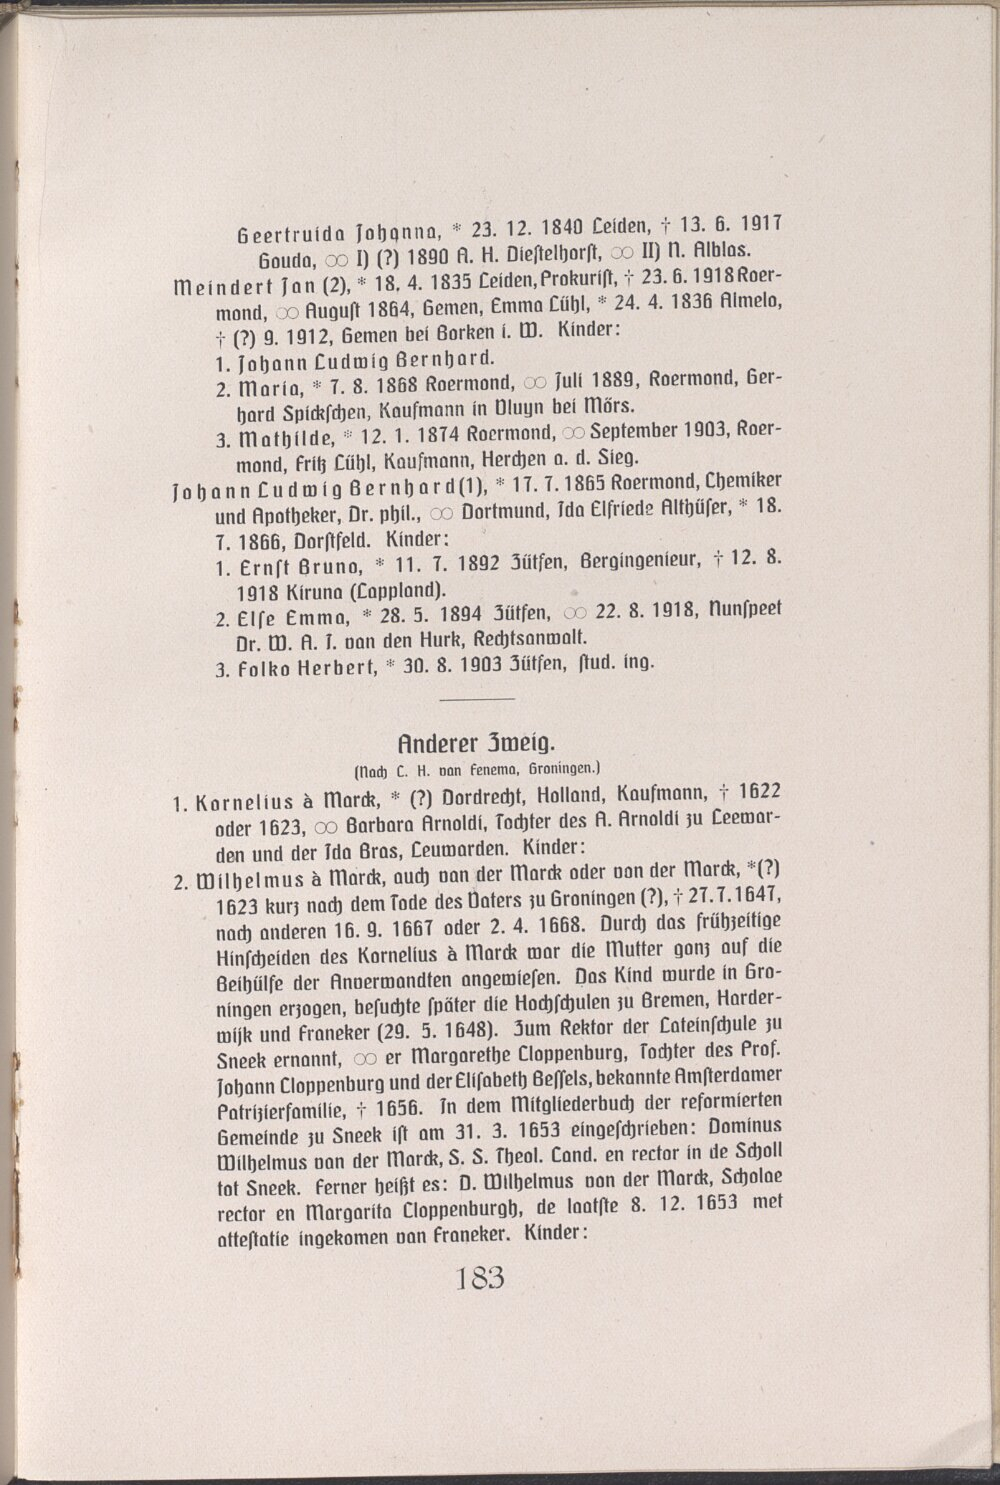 Geertruida Johanna, * 23. 12. 1840 Leiden, † 13. 6. 1917
Gouda, ∞ I) (?) 1890 A. H. Dieſtelhorſt, ∞ II) N. Alblas.
Meindert Jan (2), * 18. 4. 1835 Leiden, Prokuriſt, † 23. 6. 1918 Roer-
mond, ∞ Auguſt 1864, Gemen, Emma Lühl, * 24. 4. 1836 Almelo,
† (?) 9. 1912, Gemen bei Borken i. W. Kinder:
1. Johann Ludwig Bernhard.
2. Maria, * 7. 8. 1868 Roermond, ∞ Juli 1889, Roermond, Ger-
hard Spickſchen, Kaufmann in Vluyn bei Mörs.
3. Mathilde, * 12. 1. 1874 Roermond, ∞ September 1903, Roer-
mond, Fritz Lühl, Kaufmann, Herchen a. d. Sieg.
Johann Ludwig Bernhard (1), * 17. 7. 1865 Roermond, Chemiker
und Apotheker, Dr. phil., ∞ Dortmund, Ida Elfriede Althüſer, * 18.
7. 1866, Dorſtfeld. Kinder:
1. Ernſt Bruno, * 11. 7. 1892 Zütfen, Bergingenieur, † 12. 8.
1918 Kiruna (Lappland).
2. Elſe Emma, * 28. 5. 1894 Zütfen, ∞ 22. 8. 1918, Nunſpeet
Dr. W. A. J. van den Hurk, Rechtsanwalt.
3. Folko Herbert, * 30. 8. 1903 Zütfen, ſtud. ing.
Anderer Zweig.
(Nach C. H. van Fenema, Groningen.)
1. Kornelius à Marck, * (?) Dordrecht, Holland, Kaufmann, † 1622
oder 1623, ∞ Barbara Arnoldi, Tochter des A. Arnoldi zu Leewar-
den und der Ida Bras, Leuwarden. Kinder:
2. Wilhelmus à Marck, auch van der Marck oder von der Marck, * (?)
1623 kurz nach dem Tode des Vaters zu Groningen (?), † 27. 7. 1647,
nach anderen 16. 9. 1667 oder 2. 4. 1668. Durch das frühzeitige
Hinſcheiden des Kornelius à Marck war die Mutter ganz auf die
Beihülfe der Anverwandten angewieſen. Das Kind wurde in Gro-
ningen erzogen, beſuchte ſpäter die Hochſchulen zu Bremen, Harder-
wijk und Franeker (29. 5. 1648). Zum Rektor der Lateinſchule zu
Sneek ernannt, ∞ er Margarethe Cloppenburg, Tochter des Prof.
Johann Cloppenburg und der Eliſabeth Beſſels, bekannte Amſterdamer
Patrizierfamilie, † 1656. In dem Mitgliederbuch der reformierten
Gemeinde zu Sneek iſt am 31. 3. 1653 eingeſchrieben: Dominus
Wilhelmus van der Marck, S. S. Theol. Cand. en rector in de Scholl
tot Sneek. Ferner heißt es: D. Wilhelmus von der Marck, Scholae
rector en Margarita Cloppenburgh, de laatſte 8. 12. 1653 met
atteſtatie ingekomen van Franeker. Kinder:
183